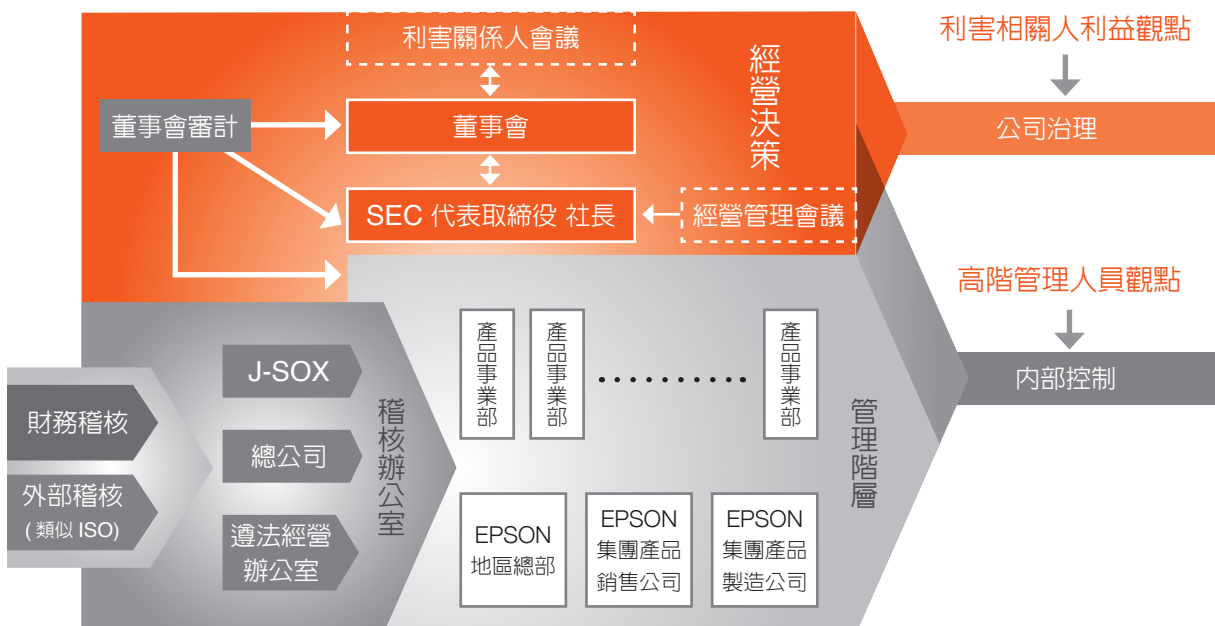 利害關係人會議
董事會審計
董事會
SEC 代表取締役 社長
經營管理會議
經營決策
利害相關人利益觀點
公司治理
高階管理人員觀點
內部控制
財務稽核
外部稽核
( 類似 ISO)
J-SOX
總公司
遵法經營
辦公室
稽核辦公室
產品事業部
產品事業部
··········
產品事業部
EPSON
地區總部
EPSON
集團產品
銷售公司
EPSON
集團產品
製造公司
管理階層